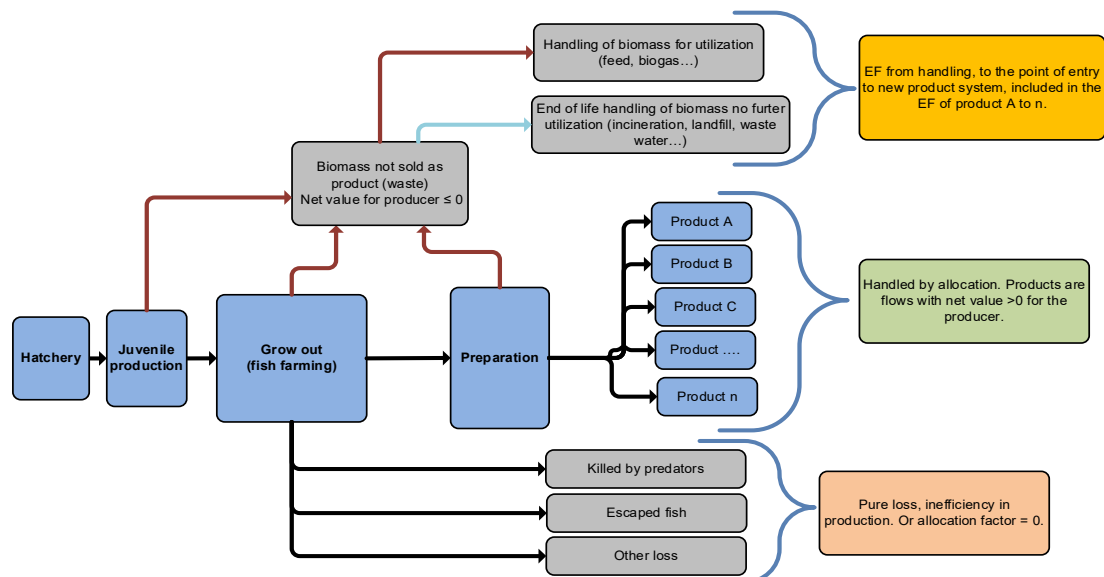 Handling of biomass for utilization
(feed, biogas…)
EF from handling, to the point of entry
to new product system, included in the
EF of product A to n.
End of life handling of biomass no furter
utilization (incineration, landfill, waste
water…)
Biomass not sold as
product (waste)
Net value for producer ≤ 0
Product A
Product B
Product C
Product ….
Product n
Handled by allocation. Products are
flows with net value >0 for the
producer.
Hatchery
Juvenile
production
Grow out
(fish farming)
Preparation
Killed by predators
Escaped fish
Other loss
Pure loss, inefficiency in
production. Or allocation factor = 0.